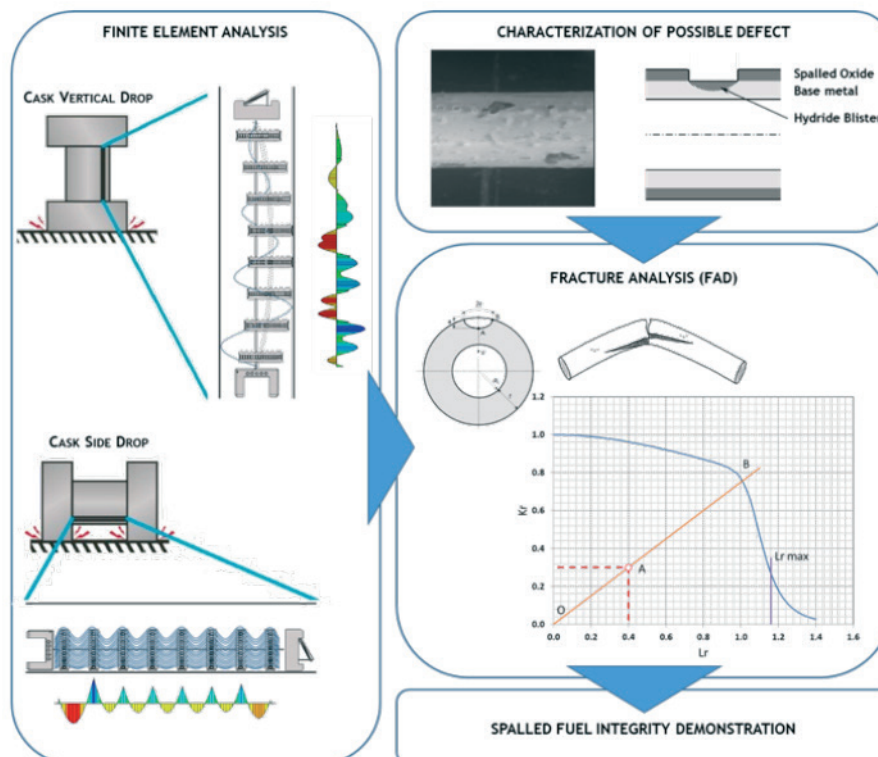 FINITE ELEMENT ANALYSIS
CASK VERTICAL DROP
CASK SIDE DROP
CHARACTERIZATION OF POSSIBLE DEFECT
Spalled Oxide
Base metal
Hydride Blister
FRACTURE ANALYSIS (FAD)
1.2
1.0
0.8
0.6
0.4
0.2
0.0
Kr
B
A
O
Lr max
0.0 0.2 0.4 0.6 0.8 1.0 1.2 1.4 1.6
Lr
SPALLED FUEL INTEGRITY DEMONSTRATION